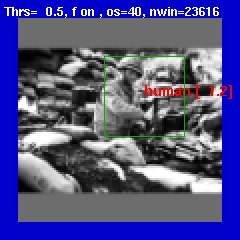 Thrs= 0.5, f on , os=40, nwin=23616
human [ 1.2]